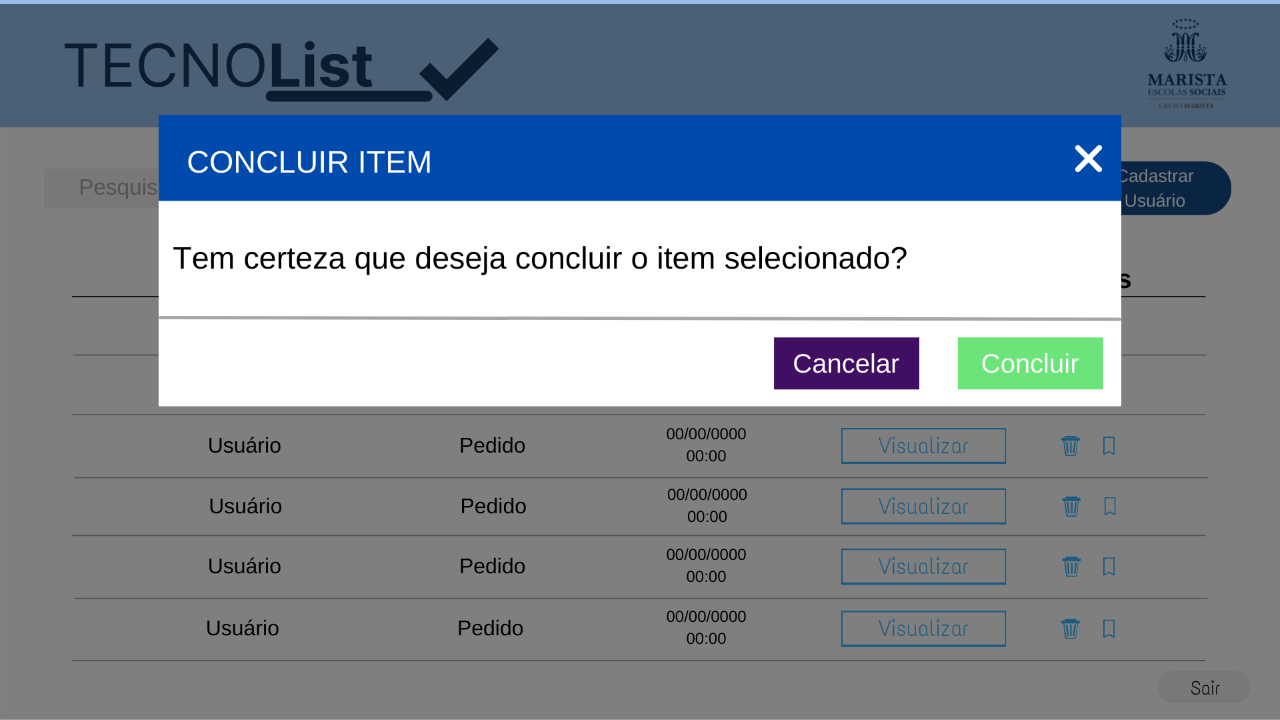 TECNOList
MARISTA
ESCOLAS SOCIAIS
GRUPO MARISTA
CONCLUIR ITEM
Pesquis
Cadastrar
Usuário
Tem certeza que deseja concluir o item selecionado?
s
Cancelar
Concluir
Usuário Pedido 00/00/0000 00:00 Visualizar
Usuário Pedido 00/00/0000 00:00 Visualizar
Usuário Pedido 00/00/0000 00:00 Visualizar
Usuário Pedido 00/00/0000 00:00 Visualizar
Sair